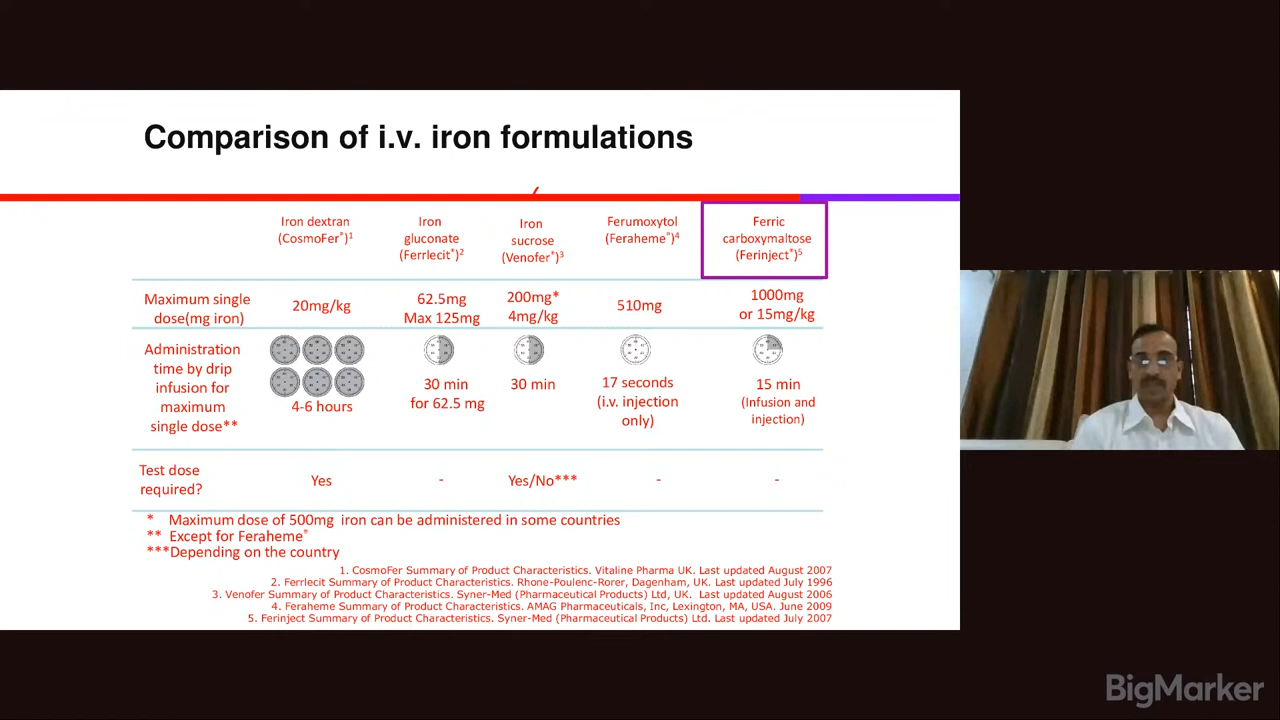 Comparison of i.v. iron formulations
Iron dextran
(CosmoFer®)1
Iron
gluconate
(Ferrlecit®)2
Iron
sucrose
(Venofer®)3
Ferumoxytol
(Feraheme®)4
Ferric
carboxymaltose
(Ferinject®)5
Maximum single
dose(mg iron)
20mg/kg
62.5mg
Max 125mg
200mg*
4mg/kg
510mg
1000mg
or 15mg/kg
Administration
time by drip
infusion for
maximum
single dose**
4-6 hours
30 min
for 62.5 mg
30 min
17 seconds
(i.v. injection
only)
15 min
(Infusion and
injection)
Test dose
required?
Yes
-
Yes/No***
-
-
* Maximum dose of 500mg iron can be administered in some countries
** Except for Feraheme®
***Depending on the country
1. CosmoFer Summary of Product Characteristics. Vitaline Pharma UK. Last updated August 2007
2. Ferrlecit Summary of Product Characteristics. Rhone-Poulenc-Rorer, Dagenham, UK. Last updated July 1996
3. Venofer Summary of Product Characteristics. Syner-Med (Pharmaceutical Products) Ltd, UK. Last updated August 2006
4. Feraheme Summary of Product Characteristics. AMAG Pharmaceuticals, Inc, Lexington, MA, USA. June 2009
5. Ferinject Summary of Product Characteristics. Syner-Med (Pharmaceutical Products) Ltd. Last updated July 2007
BigMarker